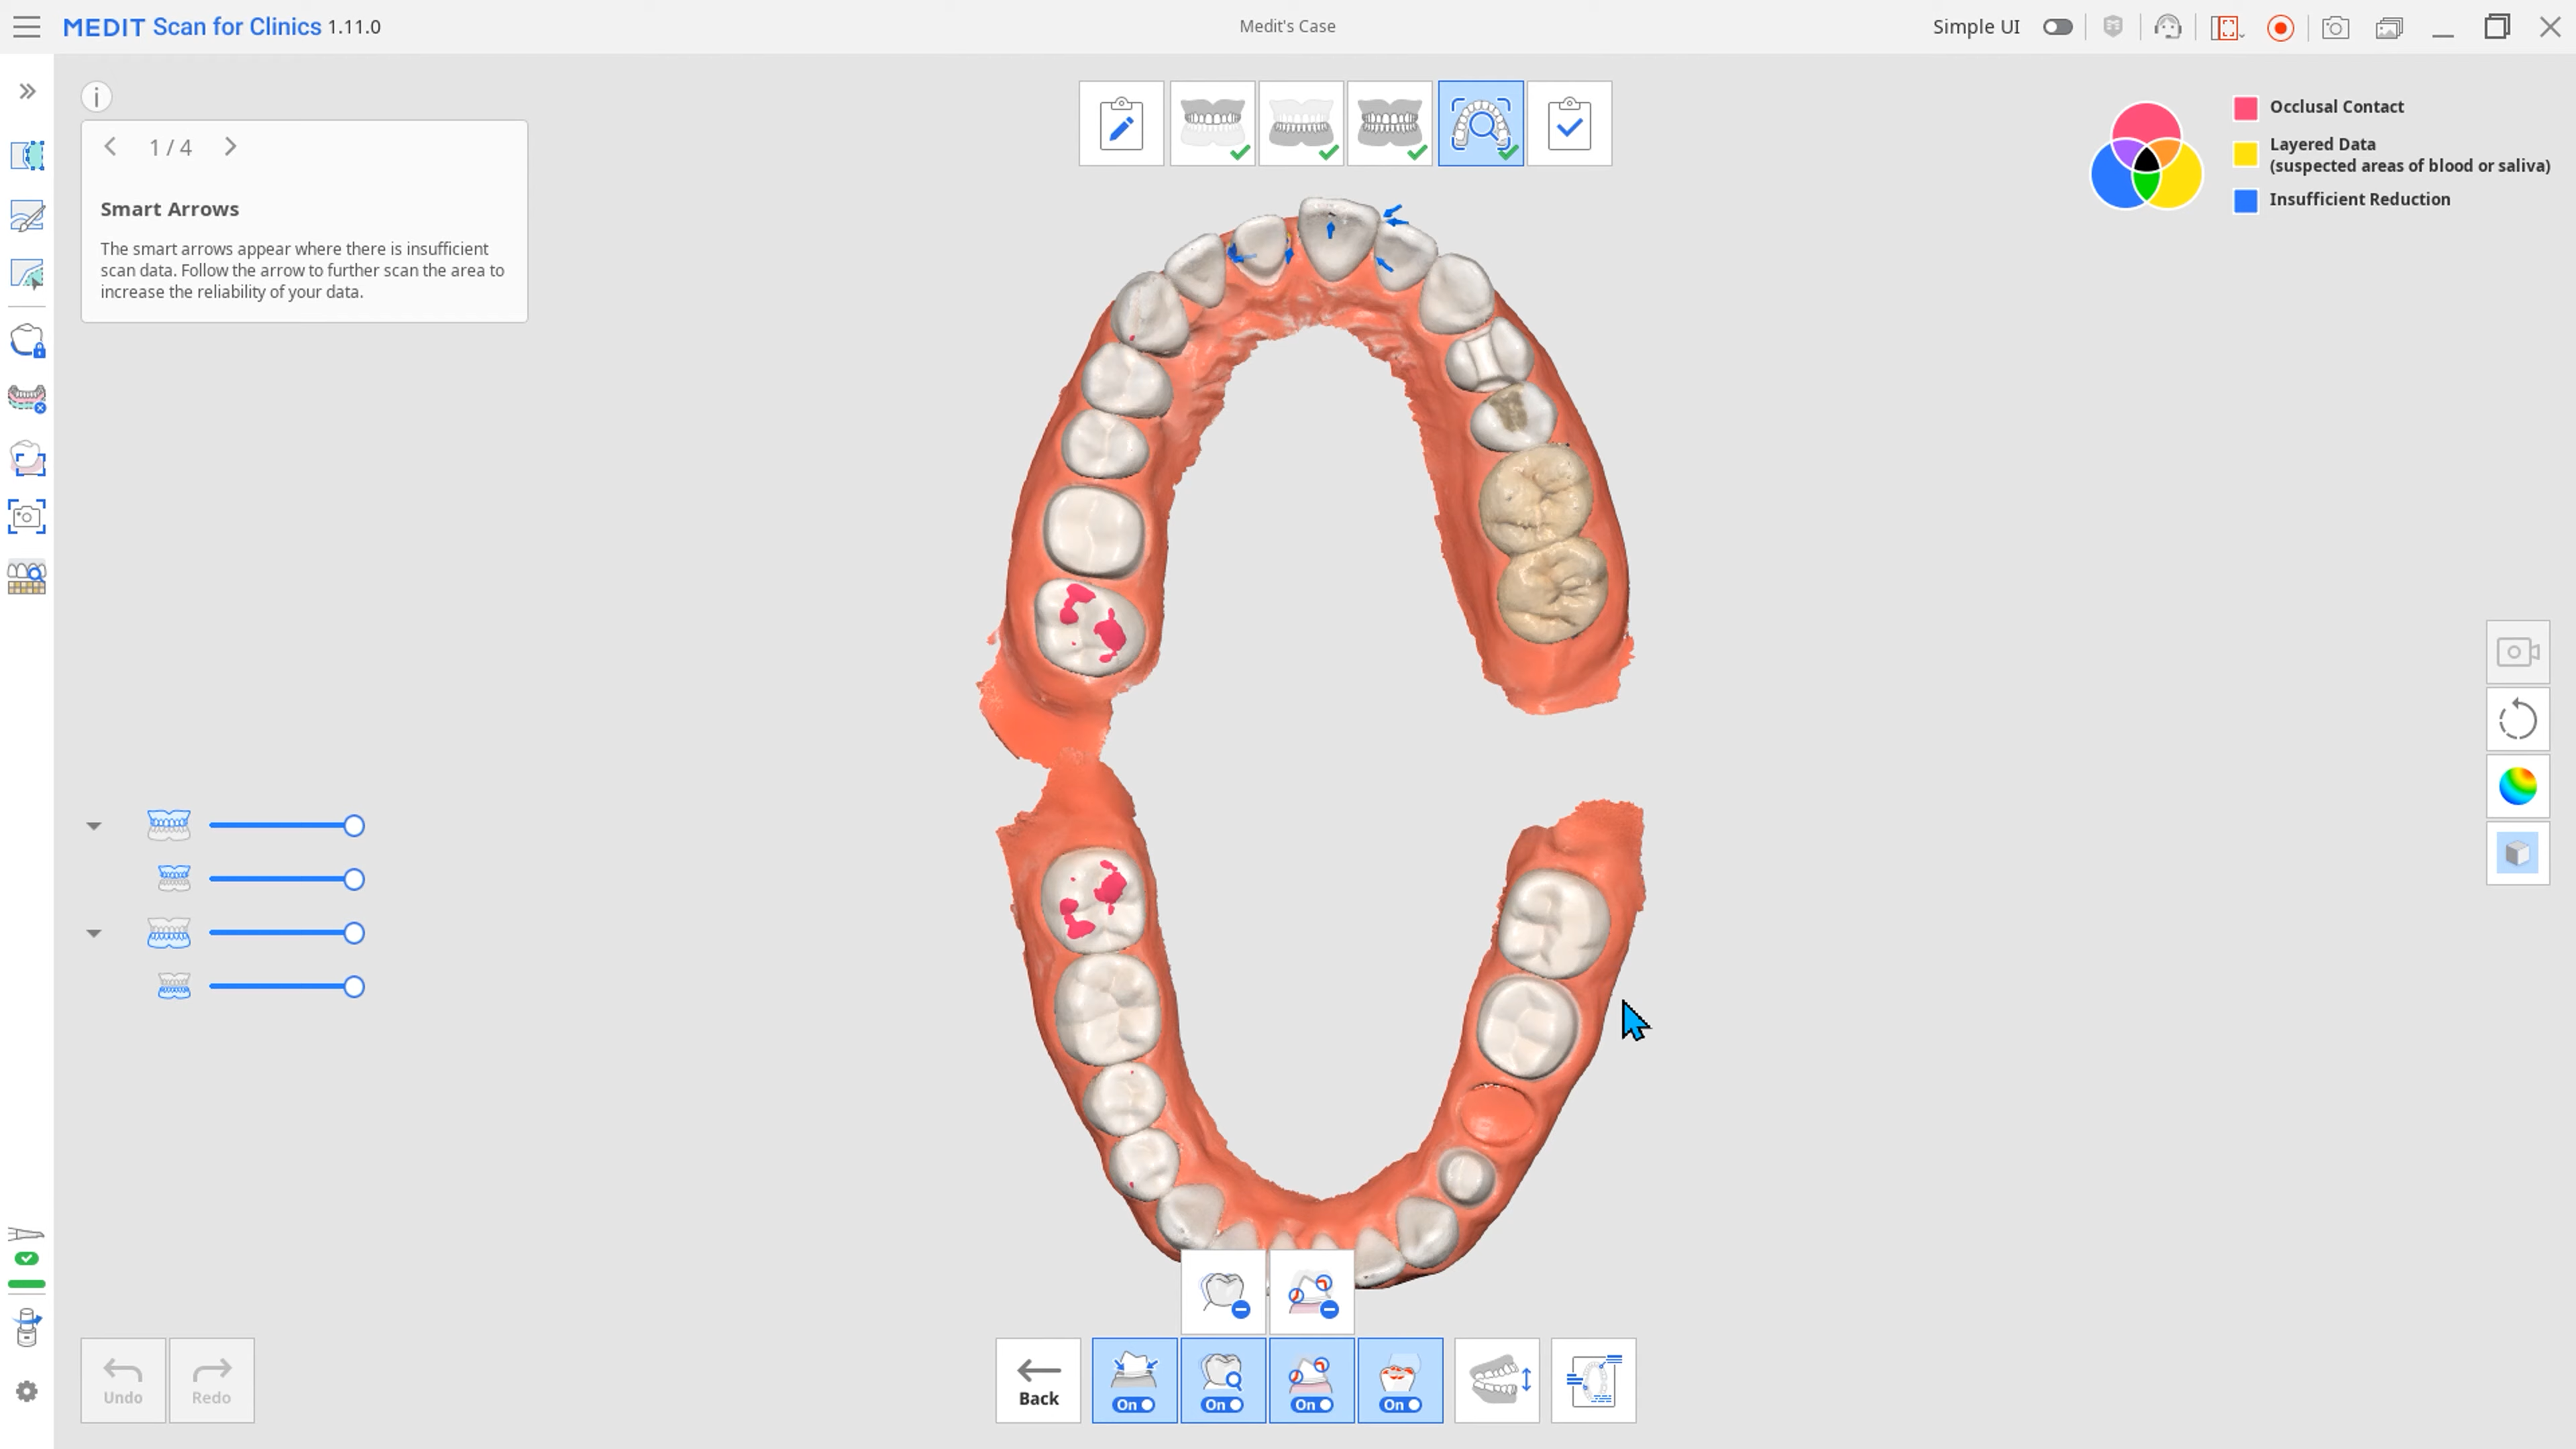 MEDIT Scan for Clinics 1.11.0
Medit's Case
Simple UI
i
1 / 4
Smart Arrows
The smart arrows appear where there is insufficient
scan data. Follow the arrow to further scan the area to
increase the reliability of your data.
Occlusal Contact
Layered Data
(suspected areas of blood or saliva)
Insufficient Reduction
Undo
Redo
Back
On
On
On
On